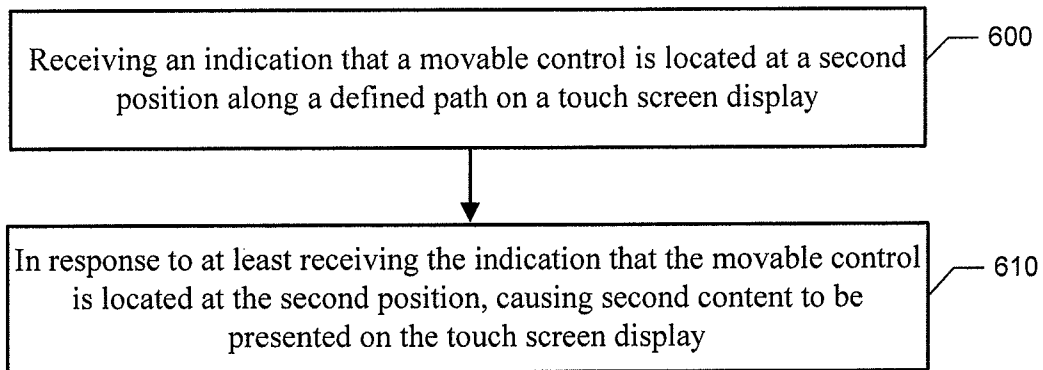 Receiving an indication that a movable control is located at a second
position along a defined path on a touch screen display
600
In response to at least receiving the indication that the movable control
is located at the second position, causing second content to be
presented on the touch screen display
610